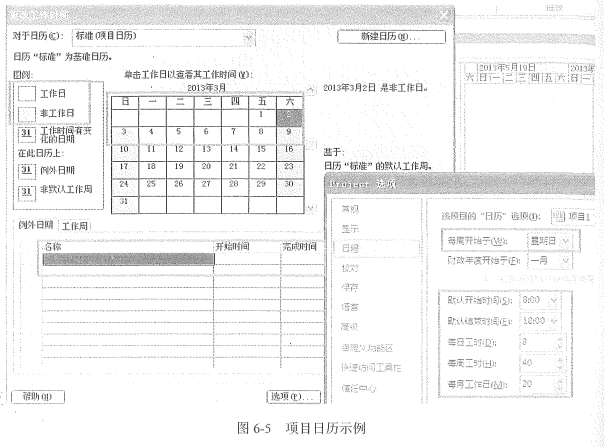 更改工作时间
对于日历(C): 标准(项目日历)
新建日历(N)...
日历“标准”为基准日历。
图例:
单击工作日以查看其工作时间(Y):
工作日
非工作日
31 工作时间有变
花的日期
在此日历上:
31 例外日期
31 非默认工作周
2013年3月
日 一 二 三 四 五 六
1 2
3 4 5 6 7 8 9
10 11 12 13 14 15 16
17 18 19 20 21 22 23
24 25 26 27 28 29 30
31
2013年3月2日 是非工作日。
基于:
日历“标准”的默认工作周。
2013年5月19日
六 日 一 二 三 四 五 六 日 一
例外日期 工作周
名称 开始时间 完成时间
帮助(H)
选项(P)...
Project 选项
常规
显示
日程
校对
保存
语言
高级
自定义功能区
快速访问工具栏
信任中心
该项目的“日历”选项(J): 项目1
每周开始于(W): 星期日
财政年度开始于(F): 一月
默认开始时间(S): 8:00
默认结束时间(E):
每日工时(D): 8
每周工时(H): 40
每月工作日(M): 20
图 6-5 项目日历示例